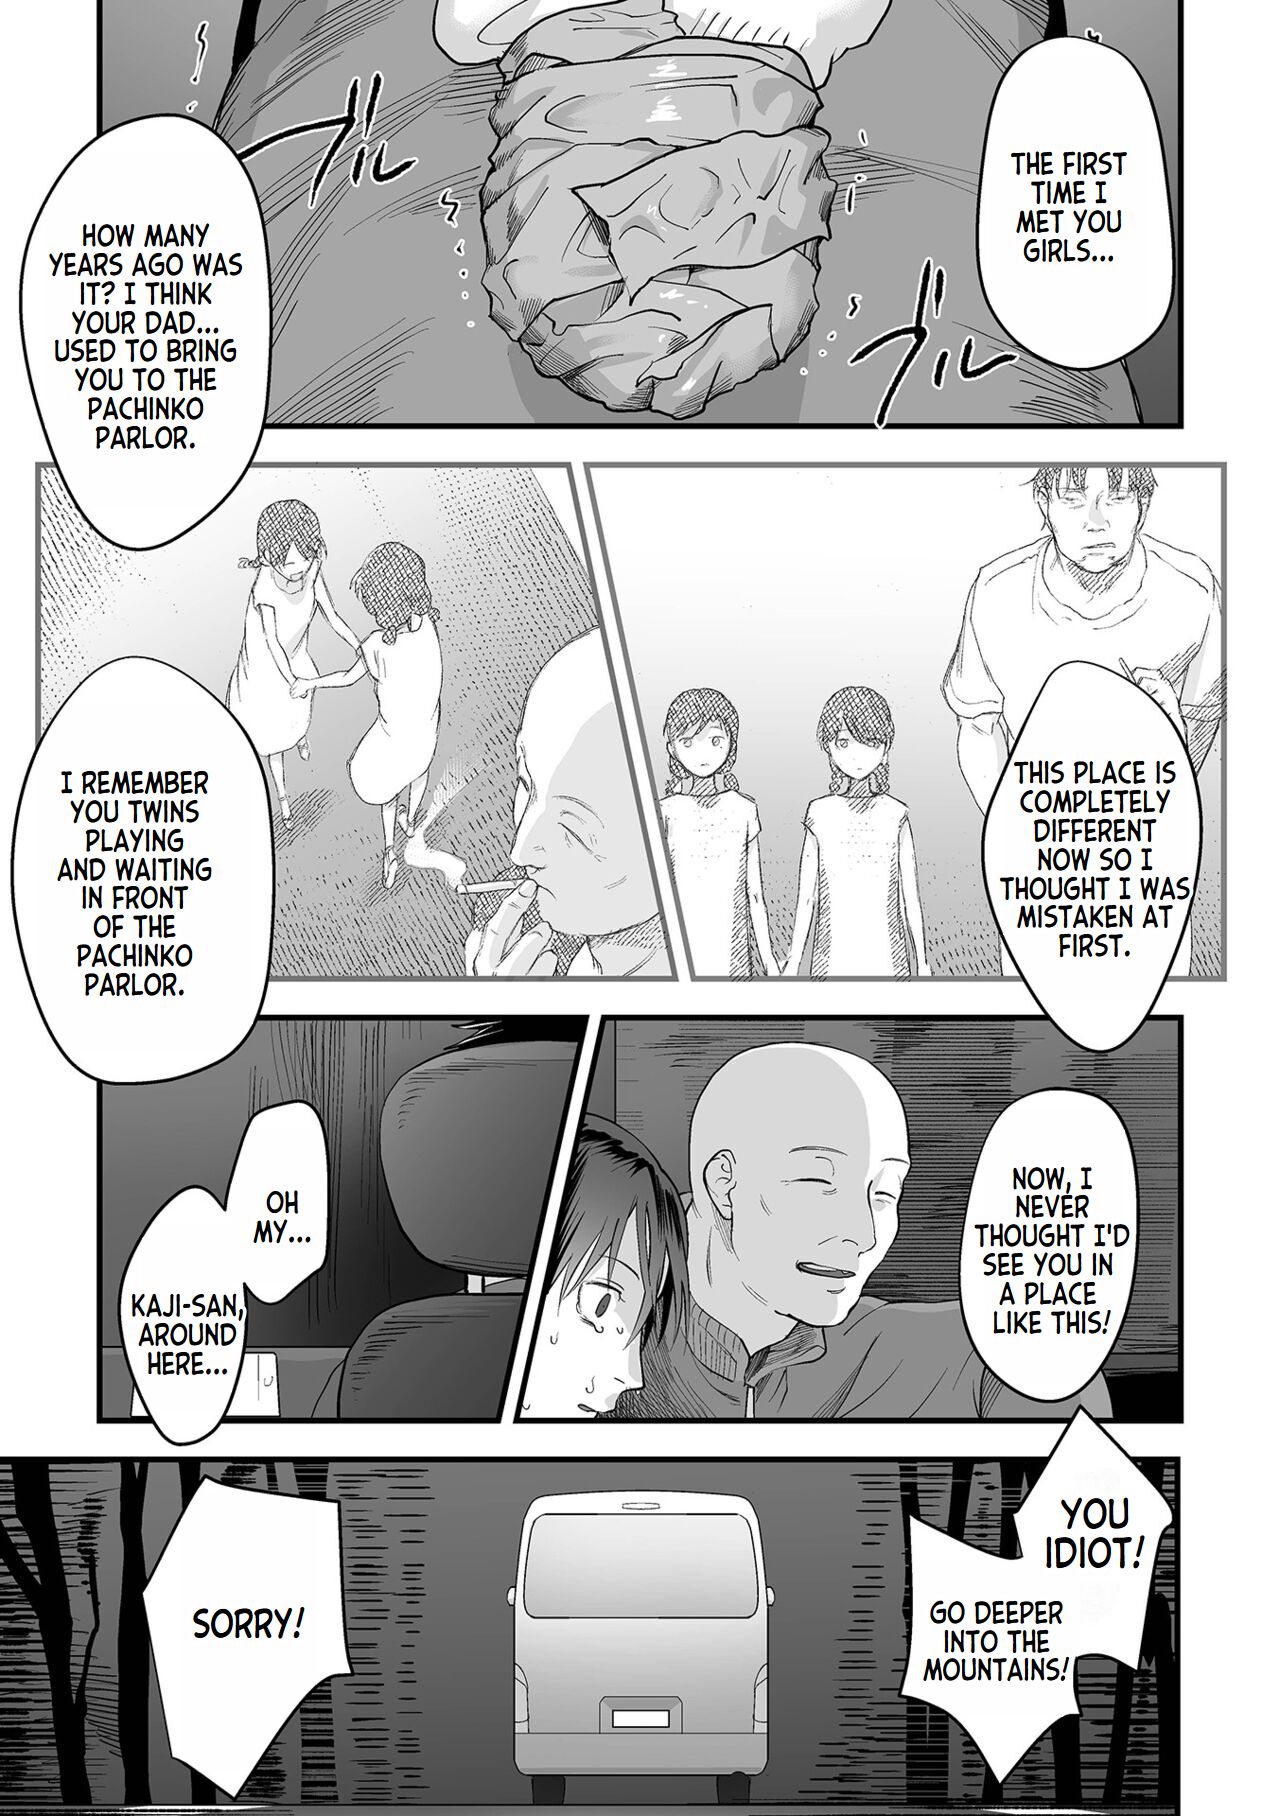 THE FIRST
TIME I
MET YOU
GIRLS...
ブルル
ブルル
HOW MANY
YEARS AGO WAS
IT? I THINK
YOUR DAD...
USED TO BRING
YOU TO THE
PACHINKO
PARLOR.
THIS PLACE IS
COMPLETELY
DIFFERENT
NOW SO I
THOUGHT I WAS
MISTAKEN AT
FIRST.
I REMEMBER
YOU TWINS
PLAYING
AND WAITING
IN FRONT
OF THE
PACHINKO
PARLOR.
NOW, I
NEVER
THOUGHT I'D
SEE YOU IN
A PLACE
LIKE THIS!
OH
MY...
KAJI-SAN,
AROUND
HERE...
YOU
IDIOT!
GO DEEPER
INTO THE
MOUNTAINS!
SORRY!